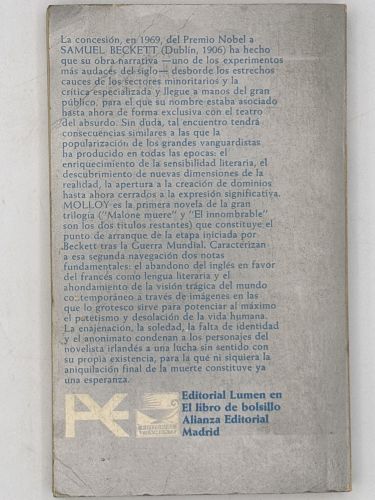 La concesión, en 1969, del Premio Nobel a
SAMUEL BECKETT (Dublín, 1906) ha hecho
que su obra narrativa —uno de los experimentos
más audaces del siglo— desborde los estrechos
cauces de los sectores minoritarios y la
crítica especializada y llegue a manos del gran
público, para el que su nombre estaba asociado
hasta ahora de forma exclusiva con el teatro
del absurdo. Sin duda, tal encuentro tendrá
consecuencias similares a las que la
popularización de los grandes vanguardistas
ha producido en todas las épocas: el
enriquecimiento de la sensibilidad literaria, el
descubrimiento de nuevas dimensiones de la
realidad, la apertura a la creación de dominios
hasta ahora cerrados a la expresión significativa.
MOLLOY es la primera novela de la gran
trilogía ("Malone muere" y "El innombrable"
son los dos títulos restantes) que constituye el
punto de arranque de la etapa iniciada por
Beckett tras la Guerra Mundial. Caracterizan
a esa segunda navegación dos notas
fundamentales: el abandono del inglés en favor
del francés como lengua literaria y el
ahondamiento de la visión trágica del mundo
contemporáneo a través de imágenes en las
que lo grotesco sirve para potenciar al máximo
el patetismo y desolación de la vida humana.
La enajenación, la soledad, la falta de identidad
y el anonimato condenan a los personajes del
novelista irlandés a una lucha sin sentido con
su propia existencia, para la que ni siquiera la
aniquilación final de la muerte constituye ya
una esperanza.
Editorial Lumen en
El libro de bolsillo
Alianza Editorial
Madrid